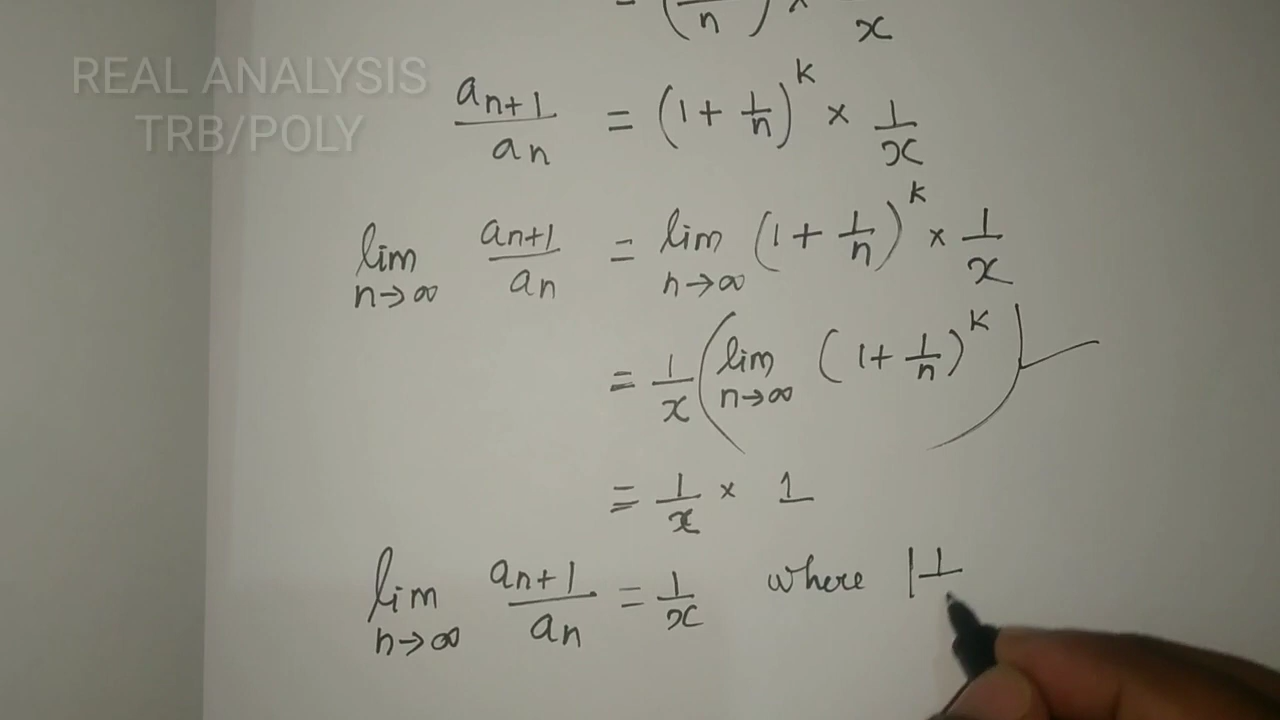 = (   /n) × /x
REAL ANALYSIS
TRB/POLY
a_{n+1}/a_n = (1 + 1/n)^k × 1/x
lim_{n→∞} a_{n+1}/a_n = lim_{n→∞} (1 + 1/n)^k × 1/x
= 1/x (lim_{n→∞} (1 + 1/n)^k)
= 1/x × 1
lim_{n→∞} a_{n+1}/a_n = 1/x where |1